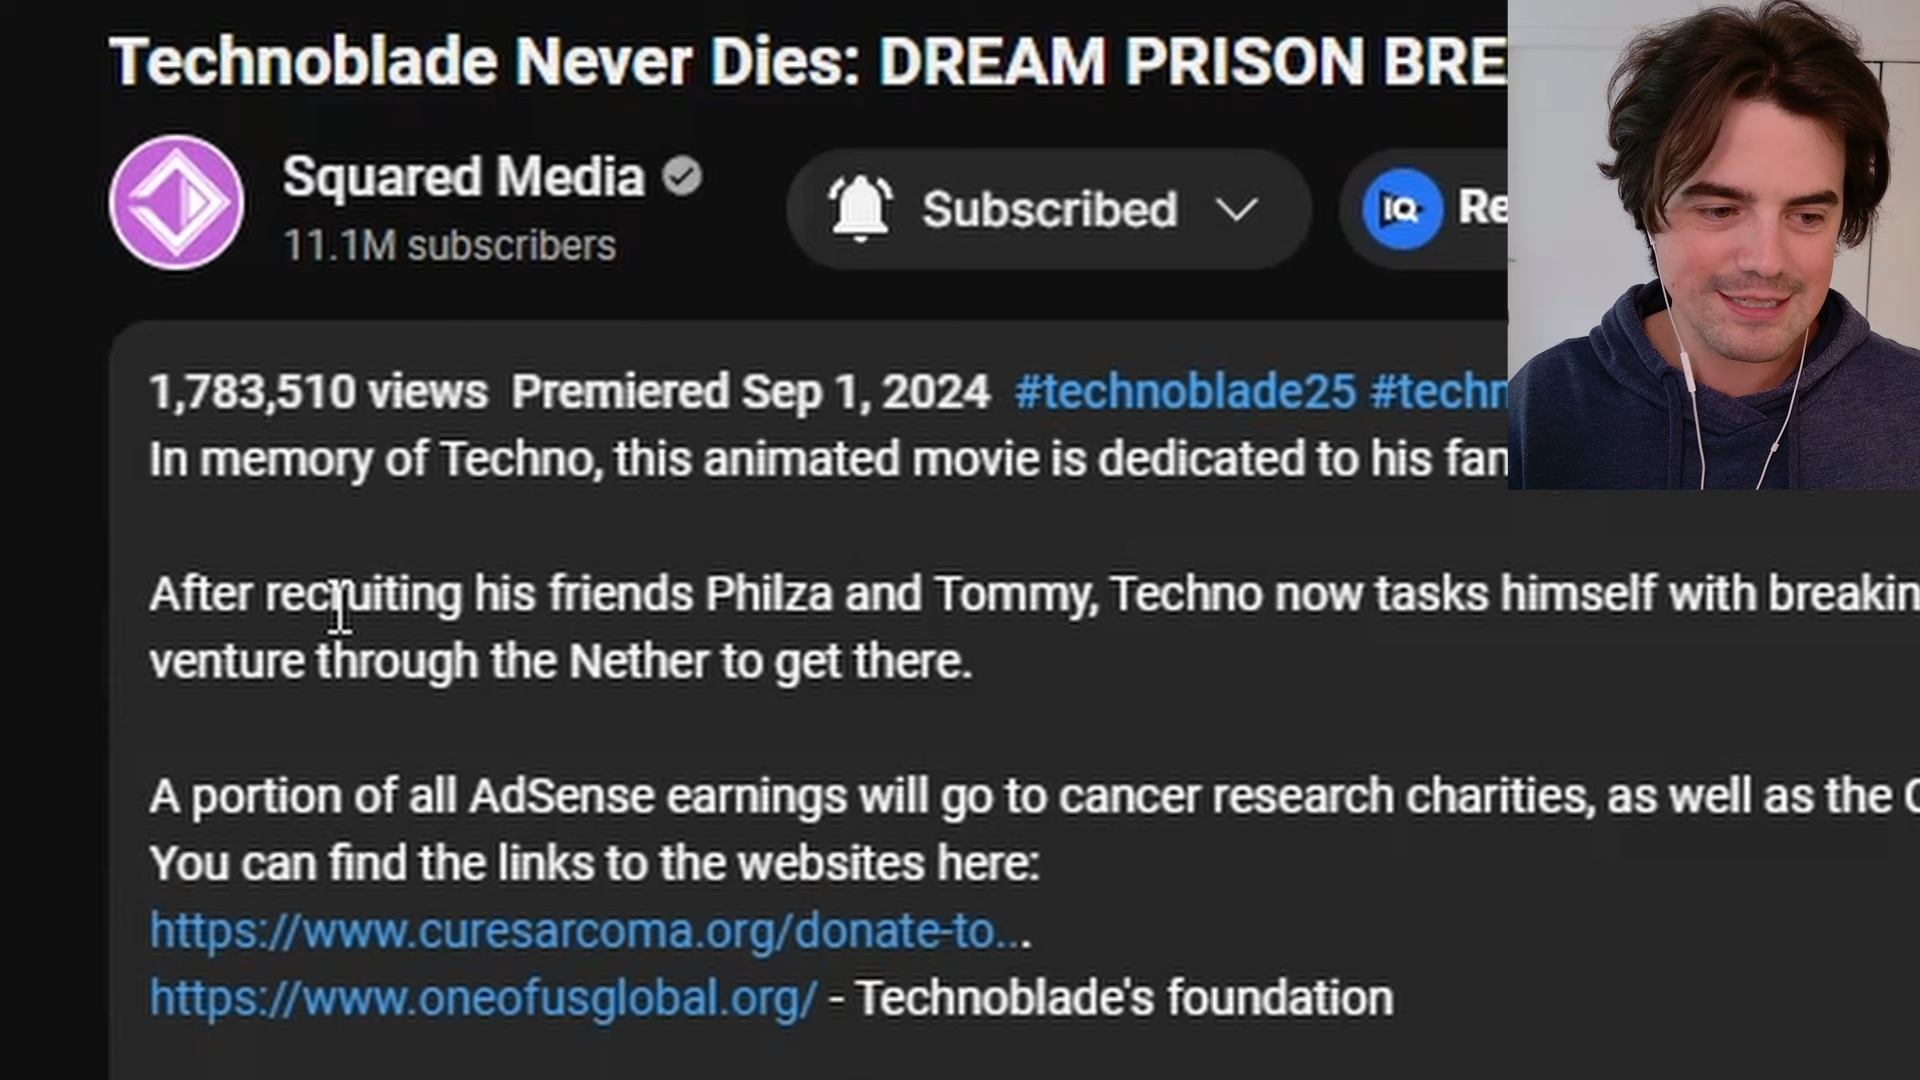 Technoblade Never Dies: DREAM PRISON BRE
Squared Media
11.1M subscribers
Subscribed
IQ Re
1,783,510 views Premiered Sep 1, 2024 #technoblade25 #techn
In memory of Techno, this animated movie is dedicated to his fan
After recruiting his friends Philza and Tommy, Techno now tasks himself with breakin
venture through the Nether to get there.
A portion of all AdSense earnings will go to cancer research charities, as well as the
You can find the links to the websites here:
https://www.curesarcoma.org/donate-to...
https://www.oneofusglobal.org/ - Technoblade's foundation